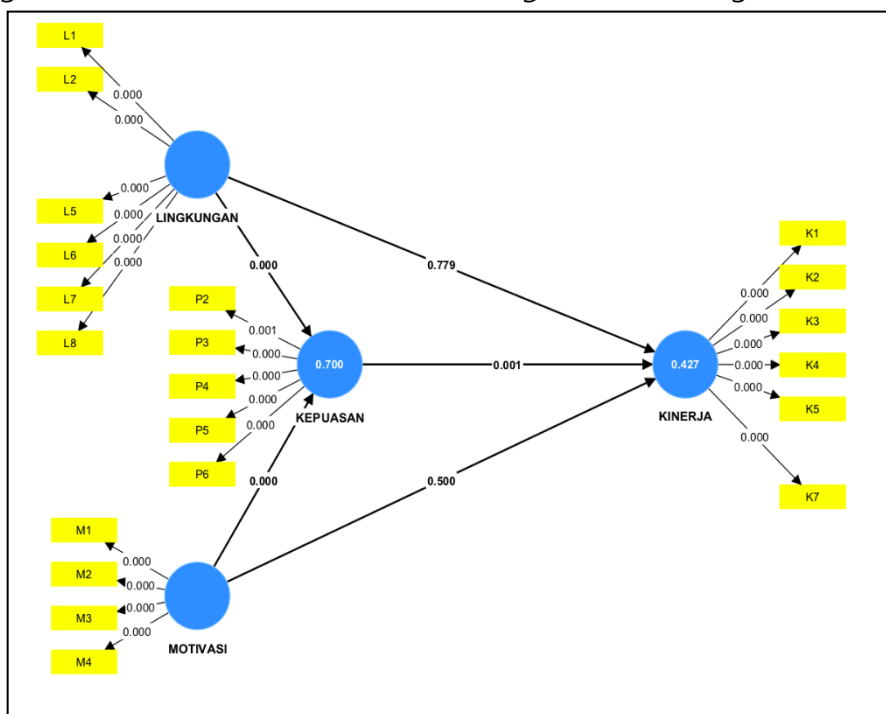 L1
L2
0.000
0.000
L5
L6
L7
L8
0.000
0.000
0.000
0.000
LINGKUNGAN
0.000
0.779
P2
P3
P4
P5
P6
0.001
0.000
0.000
0.000
0.000
0.700
KEPUASAN
0.001
0.000
0.500
M1
M2
M3
M4
0.000
0.000
0.000
0.000
MOTIVASI
0.427
KINERJA
K1
K2
K3
K4
K5
K7
0.000
0.000
0.000
0.000
0.000
0.000